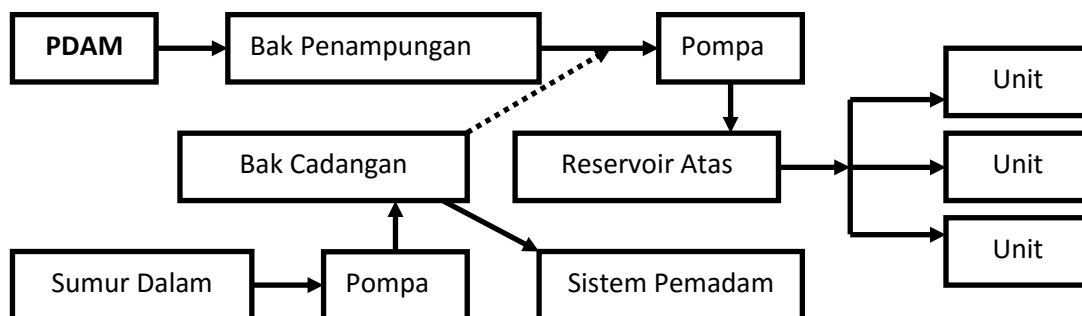 PDAM
Bak Penampungan
Pompa
Unit
Bak Cadangan
Reservoir Atas
Unit
Unit
Sumur Dalam
Pompa
Sistem Pemadam